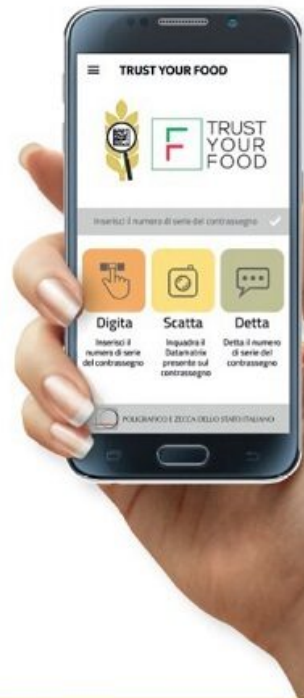 TRUST YOUR FOOD
TRUST
YOUR
FOOD
Inserisci il numero di serie del contrassegno
Digita
Inserisci il
numero di serie
del contrassegno
Scatta
Inquadra il
Datamatrix
presente sul
contrassegno
Detta
Detta il numero
di serie del
contrassegno
POLIGRAFICO E ZECCA DELLO STATO ITALIANO